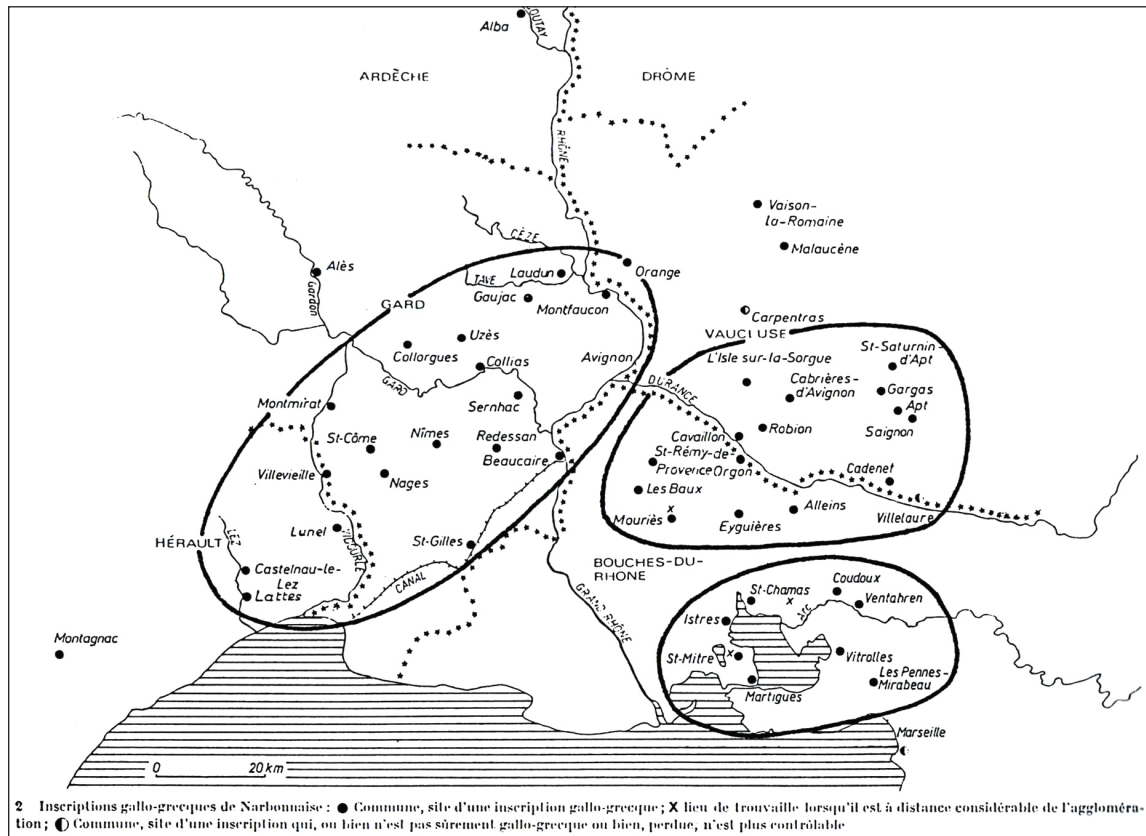 Alba
COUTAY
ARDÈCHE
DRÔME
RHÔNE
Vaison-
la-Romaine
Malaucène
CÈZE
Orange
Alès
Gardon
TAVE
Laudun
Gaujac
Montfaucon
GARD
Carpentras
VAUCLUSE
Uzès
Collorgues
Collias
Avignon
L'Isle sur-la-Sorgue
St-Saturnin-
d'Apt
DURANCE
Cabrières-
d'Avignon
Gargas
GARD
Apt
Montmirat
Sernhac
Saignon
Robion
St-Côme
Nîmes
Redessan
Cavaillon
Beaucaire
St-Rémy-de-
Provence
Orgon
Villevieille
Nages
Cadenet
Les Baux
x
Mouriès
Eyguières
Alleins
Villelaure
Lunel
VIDOURLE
HÉRAULT
LEZ
St-Gilles
BOUCHES-DU-
RHONE
Castelnau-le-
Lez
CANAL
Lattes
GRAND RHÔNE
St-Chamas
x
Coudoux
Ventabren
Arc
Istres
Montagnac
St-Mitre
x
Vitrolles
Les Pennes-
Mirabeau
Martigues
Marseille
0 20 km
2 Inscriptions gallo-grecques de Narbonnaise : ● Commune, site d'une inscription gallo-grecque ; X lieu de trouvaille lorsqu'il est à distance considérable de l'aggloméra-
tion ; ◐ Commune, site d'une inscription qui, ou bien n'est pas sûrement gallo-grecque ou bien, perdue, n'est plus contrôlable